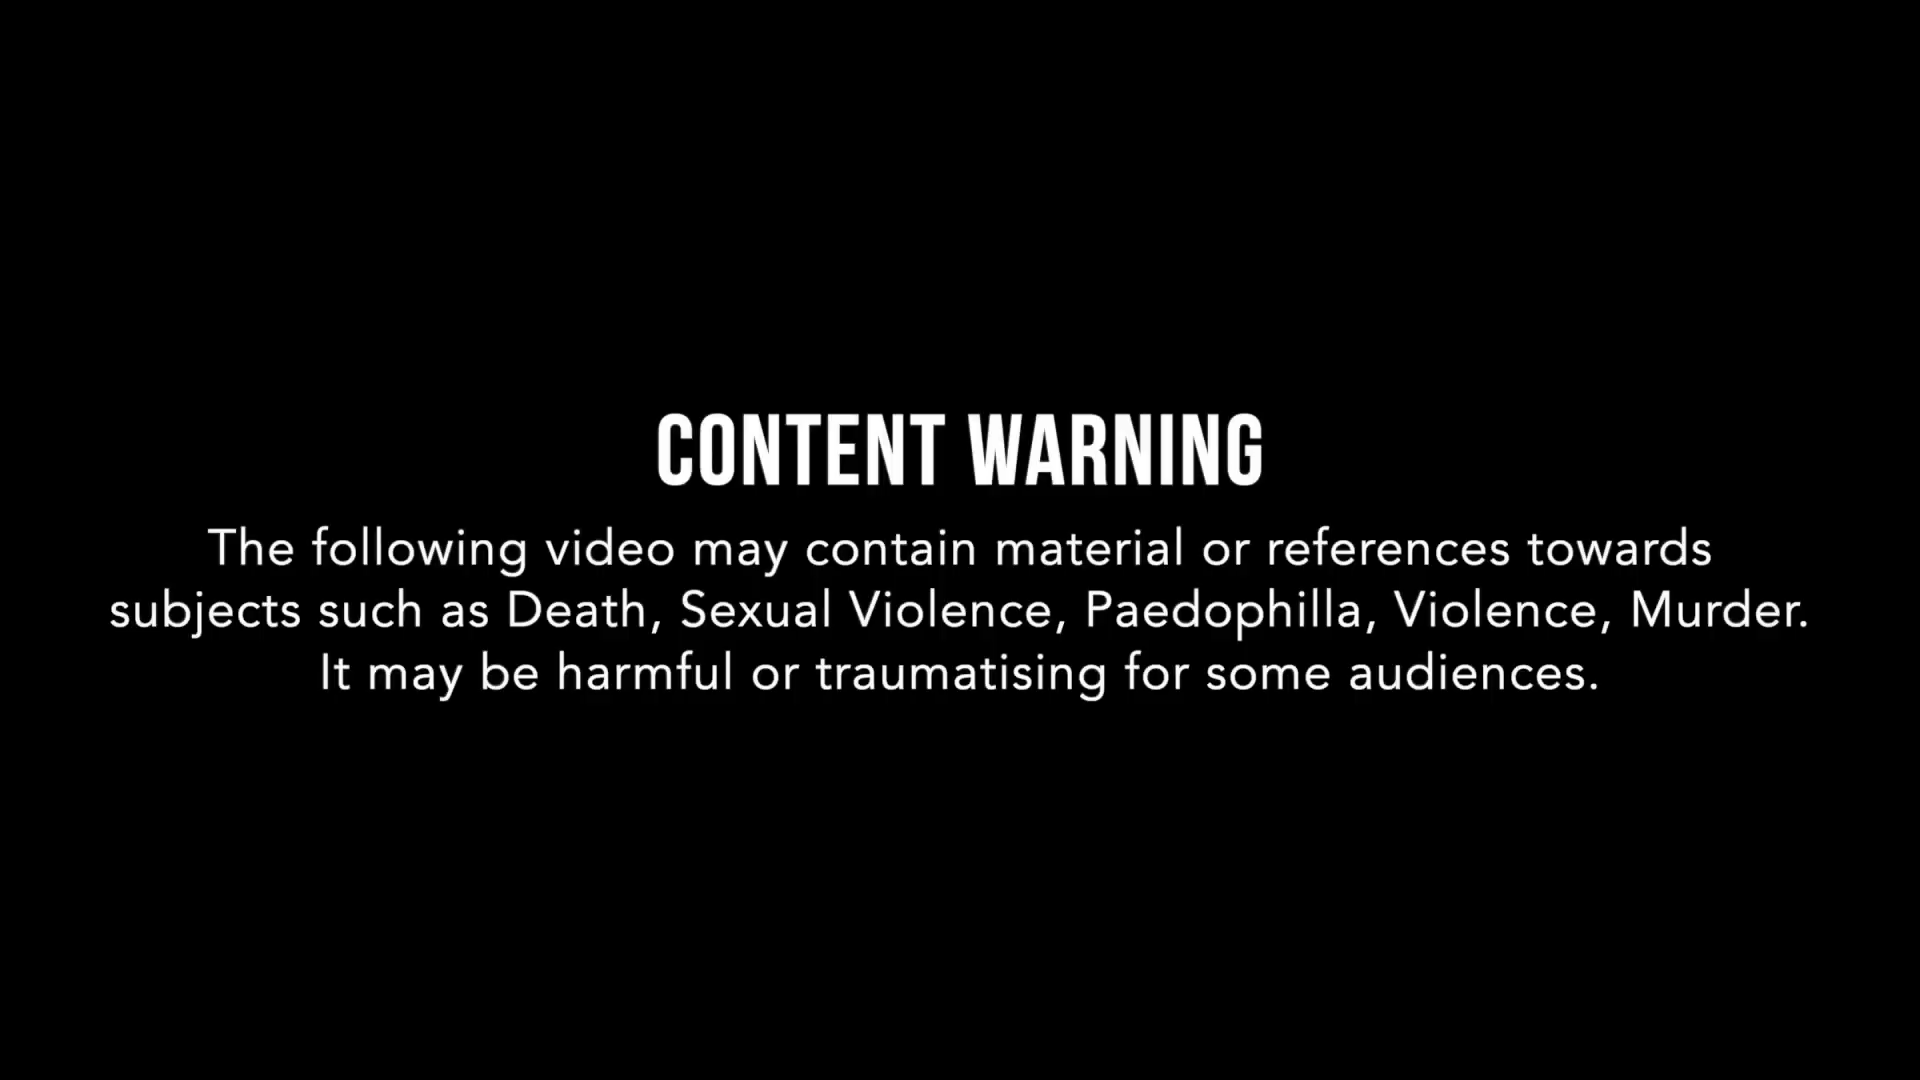 CONTENT WARNING
The following video may contain material or references towards
subjects such as Death, Sexual Violence, Paedophilla, Violence, Murder.
It may be harmful or traumatising for some audiences.